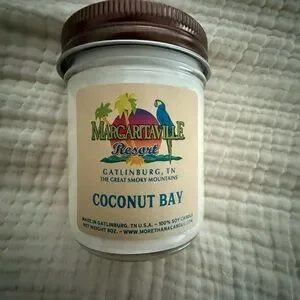 MARGARITAVILLE
Resort
GATLINBURG, TN
THE GREAT SMOKY MOUNTAINS
COCONUT BAY
MADE IN GATLINBURG, TN U.S.A. - 100% SOY CANDLE
NET WEIGHT 8OZ. - WWW.MORETHANACANDLE.COM